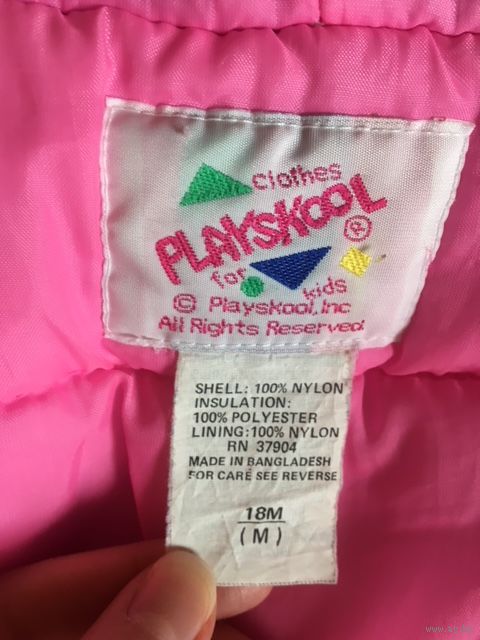 Clothes
PLAYSKOOL ®
for kids
© Playskool, Inc
All Rights Reserved
SHELL: 100% NYLON
INSULATION:
100% POLYESTER
LINING:100% NYLON
RN 37904
MADE IN BANGLADESH
FOR CARE SEE REVERSE
18M
(M)